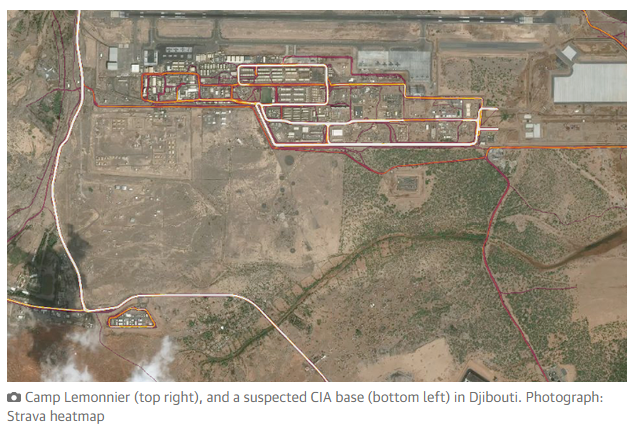 Camp Lemonnier (top right), and a suspected CIA base (bottom left) in Djibouti. Photograph:
Strava heatmap